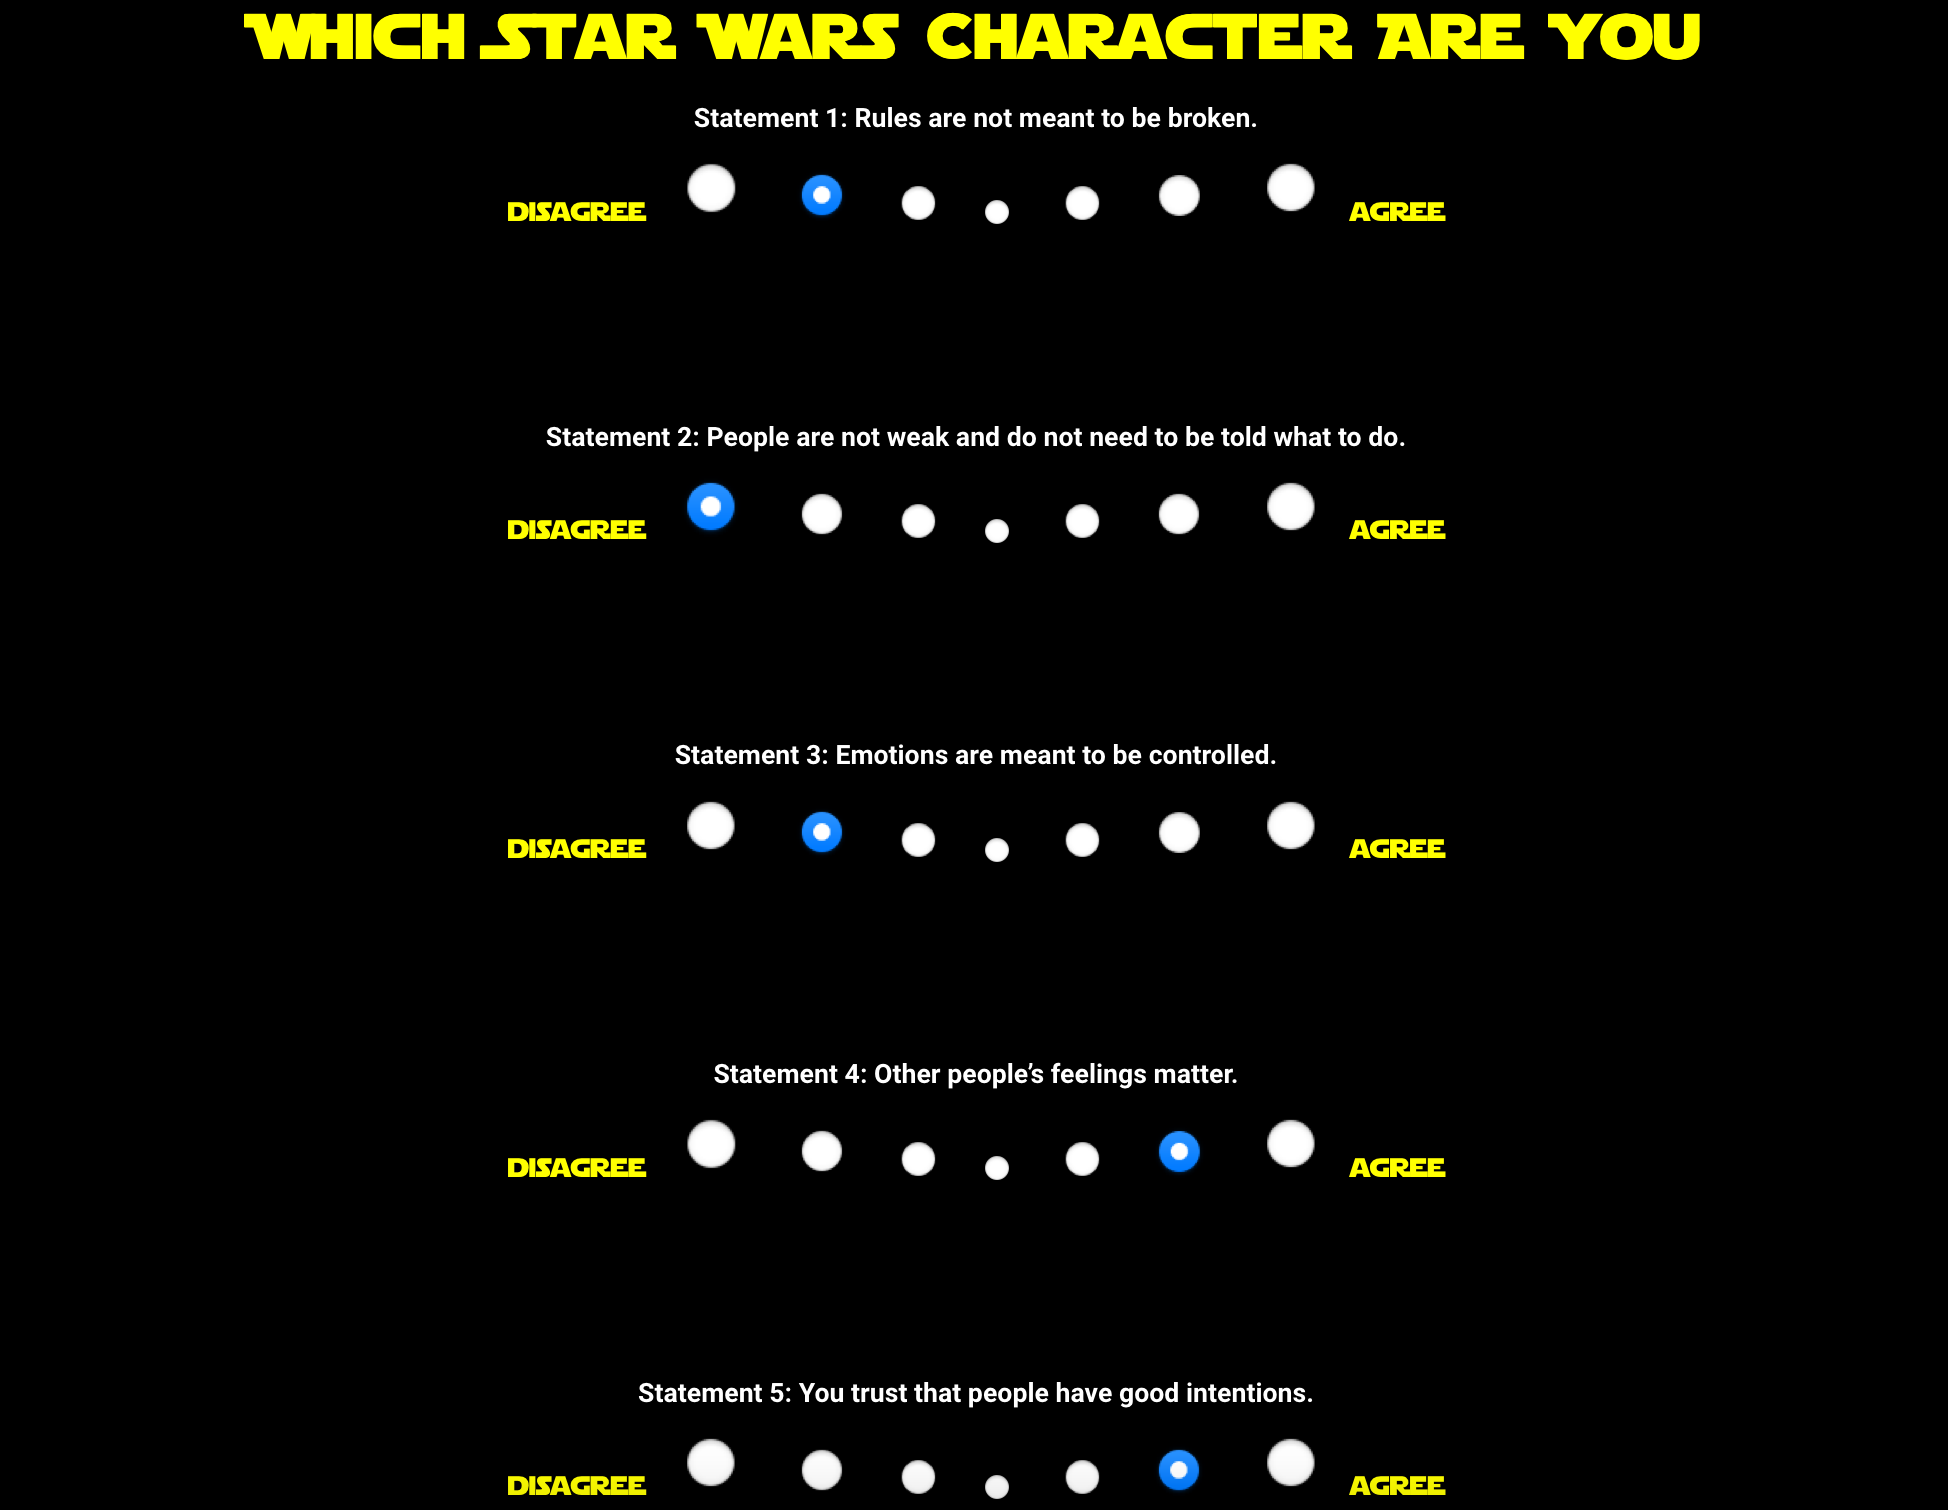 Which Star Wars Character Are You
Statement 1: Rules are not meant to be broken.
Disagree Agree
Statement 2: People are not weak and do not need to be told what to do.
Disagree Agree
Statement 3: Emotions are meant to be controlled.
Disagree Agree
Statement 4: Other people’s feelings matter.
Disagree Agree
Statement 5: You trust that people have good intentions.
Disagree Agree